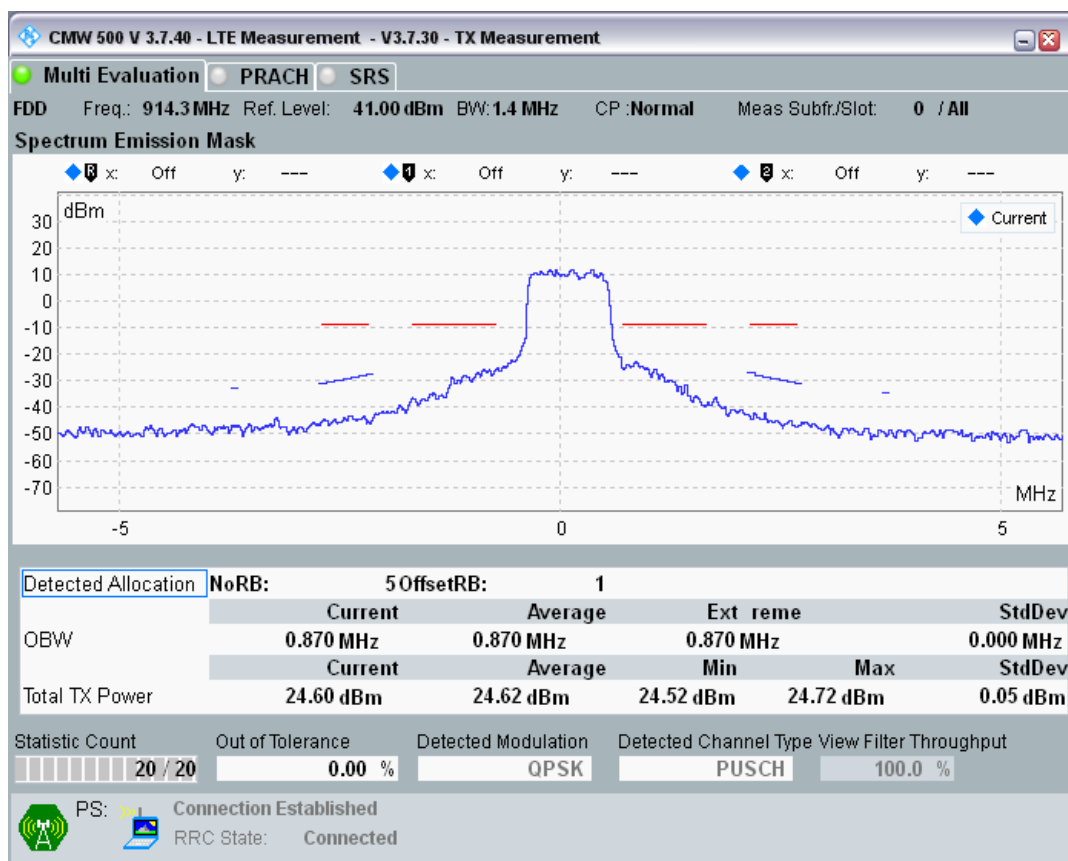 CMW 500 V 3.7.40 - LTE Measurement - V3.7.30 - TX Measurement
Multi Evaluation PRACH SRS
FDD Freq.: 914.3 MHz Ref. Level: 41.00 dBm BW: 1.4 MHz CP :Normal Meas Subfr./Slot: 0 / All
Spectrum Emission Mask
R x: Off y: --- 1 x: Off y: --- 2 x: Off y: ---
dBm
Current
30
20
10
0
-10
-20
-30
-40
-50
-60
-70
MHz
-5 0 5
Detected Allocation NoRB: 5 OffsetRB: 1
Current Average Ext reme StdDev
OBW 0.870 MHz 0.870 MHz 0.870 MHz 0.000 MHz
Current Average Min Max StdDev
Total TX Power 24.60 dBm 24.62 dBm 24.52 dBm 24.72 dBm 0.05 dBm
Statistic Count Out of Tolerance Detected Modulation Detected Channel Type View Filter Throughput
20 / 20 0.00 % QPSK PUSCH 100.0 %
PS: Connection Established
RRC State: Connected